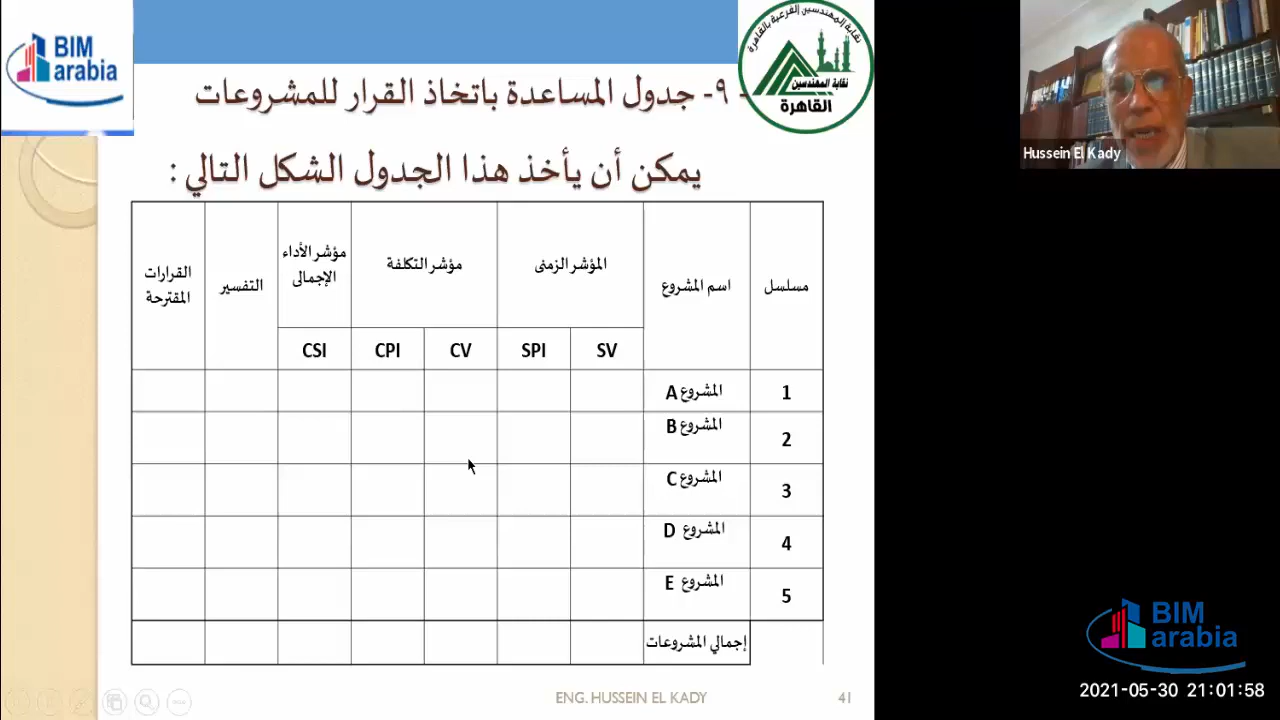 BIM
arabia
نقابة المهندسين الفرعية بالقاهرة
نقابة المهندسين
القاهرة
- ٩- جدول المساعدة باتخاذ القرار للمشروعات
يمكن أن يأخذ هذا الجدول الشكل التالي :
مسلسل
اسم المشروع
المؤشر الزمنى
مؤشر التكلفة
مؤشر الأداء
الإجمالى
التفسير
القرارات
المقترحة
SV
SPI
CV
CPI
CSI
1
المشروع A
2
المشروع B
3
المشروع C
4
المشروع D
5
المشروع E
إجمالي المشروعات
ENG. HUSSEIN EL KADY
41
Hussein El Kady
BIM
arabia
2021-05-30 21:01:58